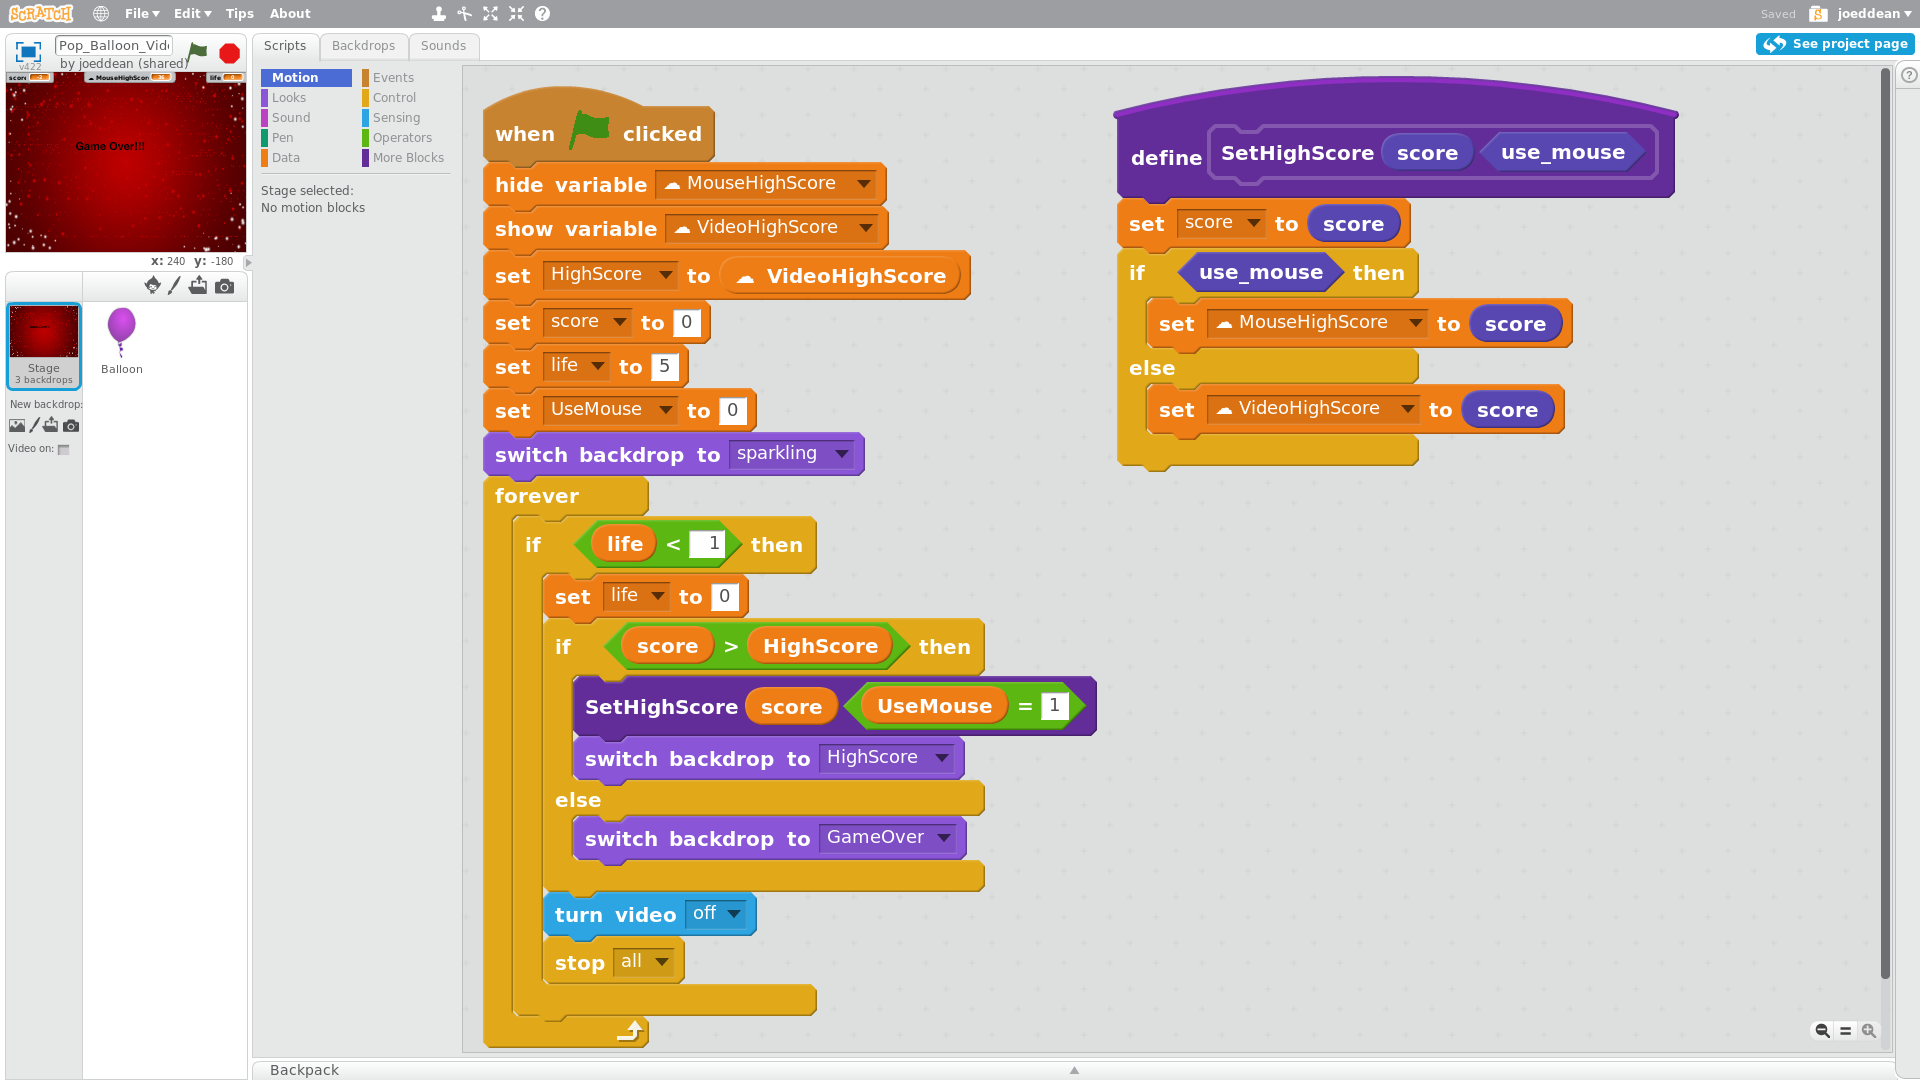 SCRATCH File Edit Tips About Saved joeddean
Pop_Balloon_Vid
by joeddean (shared)
v422
Scripts Backdrops Sounds
See project page
score MouseHighScore life
Game Over!!!
x: 240 y: -180
Stage
3 backdrops
Balloon
New backdrop:
Video on:
Motion Events
Looks Control
Sound Sensing
Pen Operators
Data More Blocks
Stage selected:
No motion blocks
when clicked
hide variable MouseHighScore
show variable VideoHighScore
set HighScore to VideoHighScore
set score to 0
set life to 5
set UseMouse to 0
switch backdrop to sparkling
forever
if life < 1 then
set life to 0
if score > HighScore then
SetHighScore score UseMouse = 1
switch backdrop to HighScore
else
switch backdrop to GameOver
turn video off
stop all
define SetHighScore score use_mouse
set score to score
if use_mouse then
set MouseHighScore to score
else
set VideoHighScore to score
Backpack